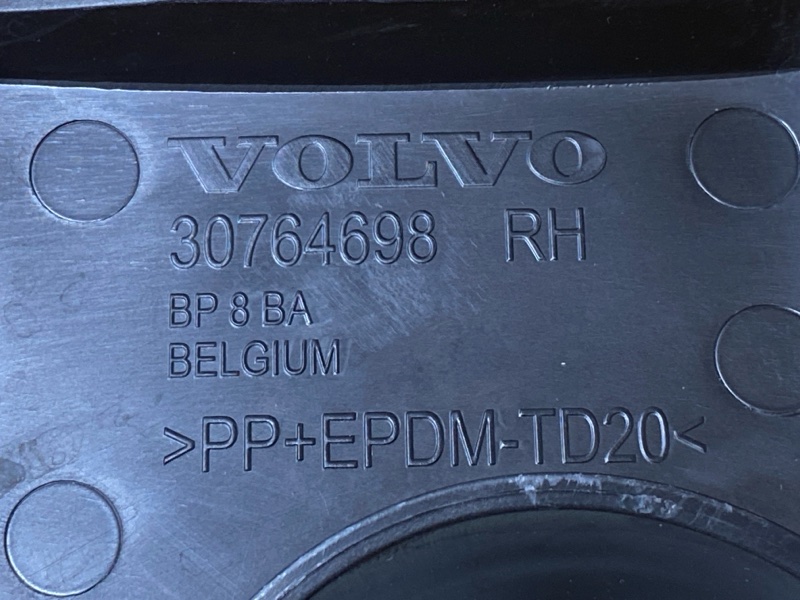 VOLVO
30764698 RH
BP 8 BA
BELGIUM
>PP+EPDM-TD20<